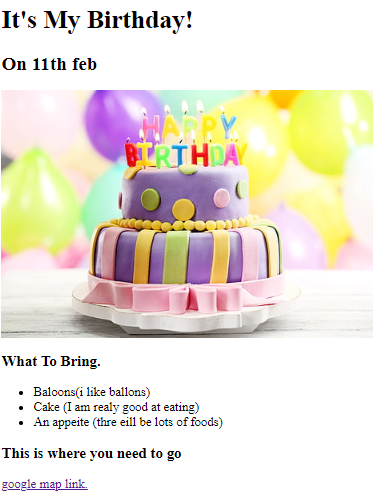 It's My Birthday!
On 11th feb
HAPPY
BIRTHDAY
What To Bring.
Baloons(i like ballons)
Cake (I am realy good at eating)
An appeite (thre eill be lots of foods)
This is where you need to go
google map link.